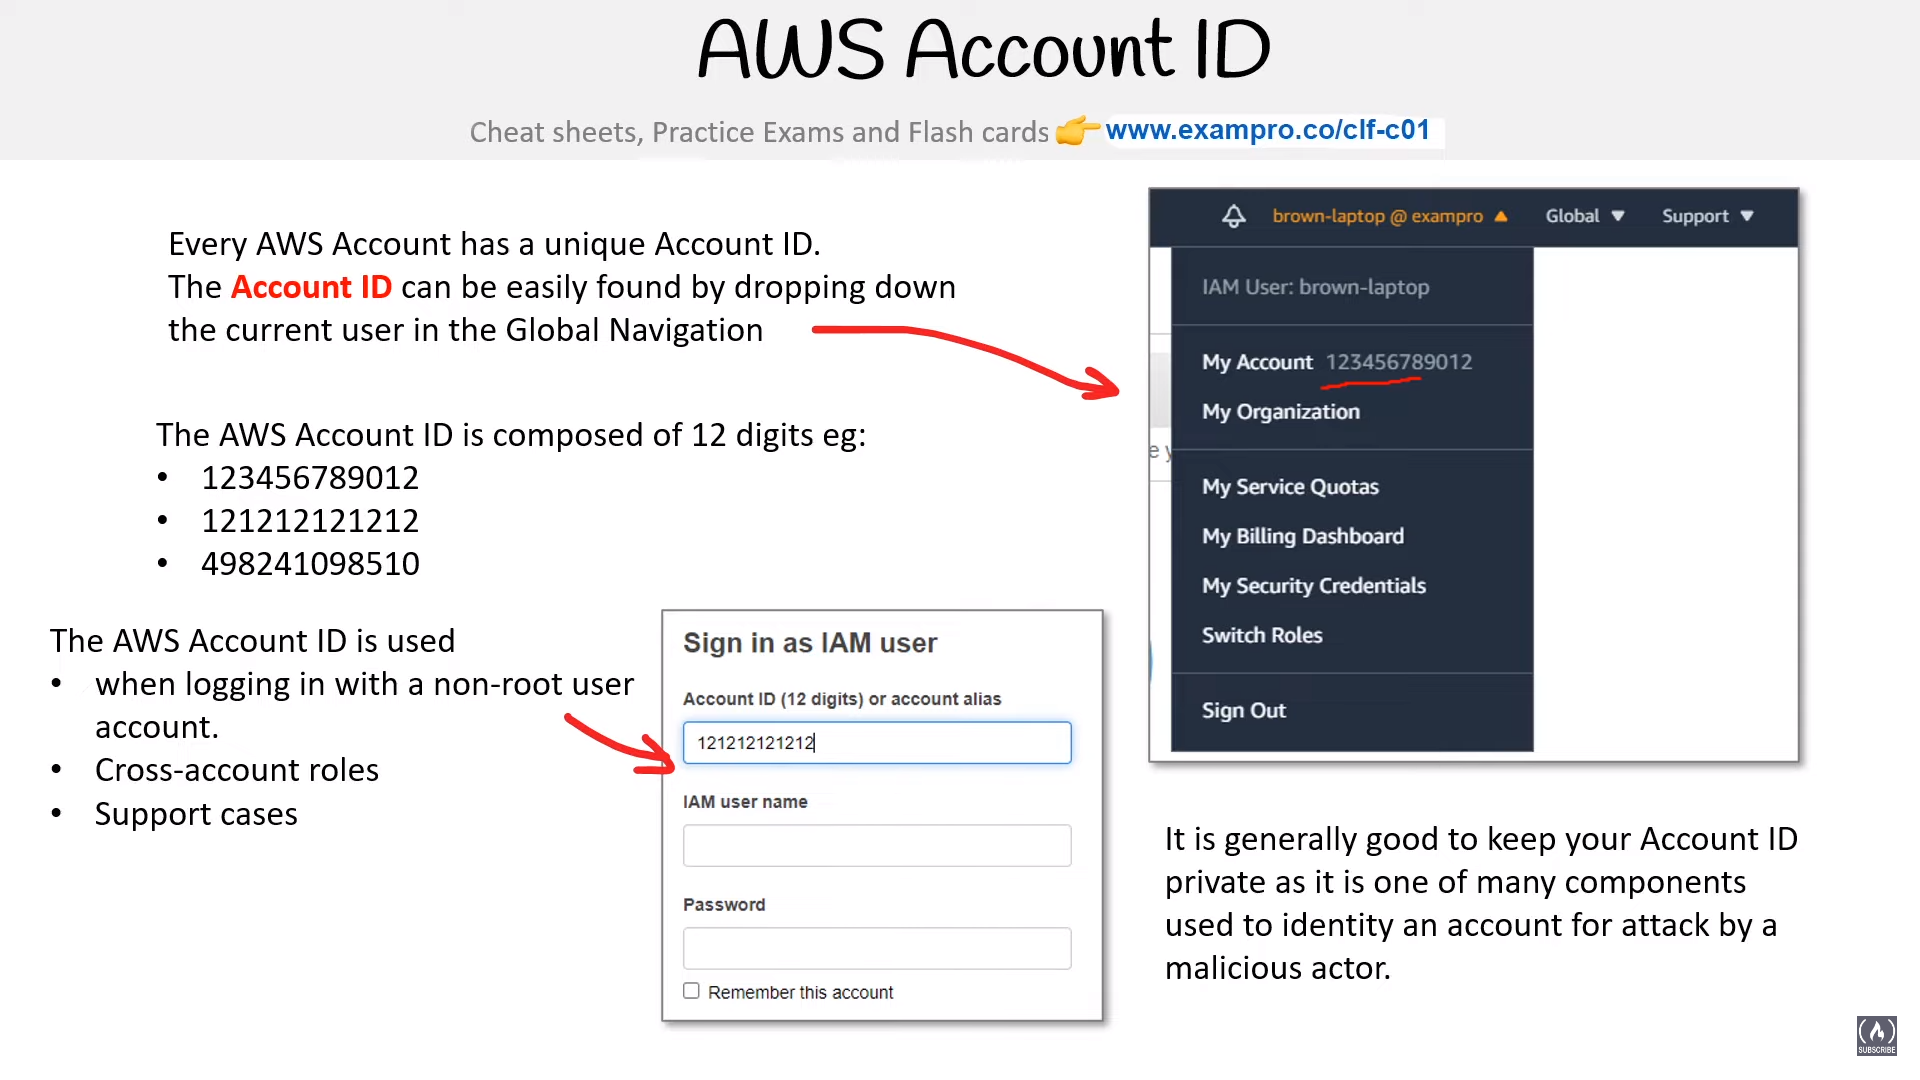 AWS Account ID
Cheat sheets, Practice Exams and Flash cards 👉 www.exampro.co/clf-c01
Every AWS Account has a unique Account ID.
The Account ID can be easily found by dropping down
the current user in the Global Navigation
The AWS Account ID is composed of 12 digits eg:
• 123456789012
• 121212121212
• 498241098510
The AWS Account ID is used
• when logging in with a non-root user
account.
• Cross-account roles
• Support cases
Sign in as IAM user
Account ID (12 digits) or account alias
121212121212
IAM user name
Password
Remember this account
brown-laptop @ exampro ▲ Global ▼ Support ▼
IAM User: brown-laptop
My Account 123456789012
My Organization
e y
My Service Quotas
My Billing Dashboard
My Security Credentials
Switch Roles
Sign Out
It is generally good to keep your Account ID
private as it is one of many components
used to identity an account for attack by a
malicious actor.
SUBSCRIBE